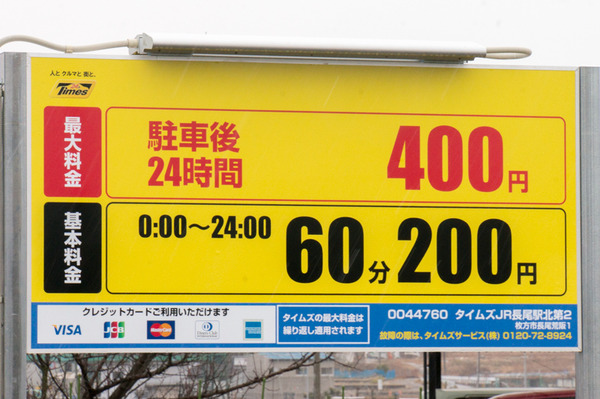 人と クルマと 街と。
Times
最大料金
駐車後
24時間
400円
基本料金
0:00〜24:00
60分 200円
クレジットカードご利用いただけます
VISA
JCB
MasterCard
Diners Club
タイムズの最大料金は
繰り返し適用されます
0044760 タイムズJR長尾駅北第2
枚方市長尾荒阪1
故障の際は、タイムズサービス(株) 0120-72-8924